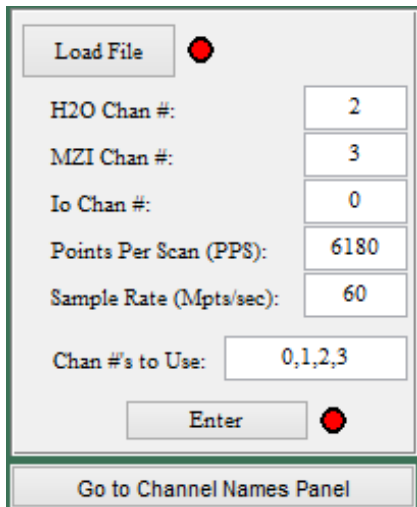 Load File
H2O Chan #: 2
MZI Chan #: 3
Io Chan #: 0
Points Per Scan (PPS): 6180
Sample Rate (Mpts/sec): 60
Chan #'s to Use: 0,1,2,3
Enter
Go to Channel Names Panel